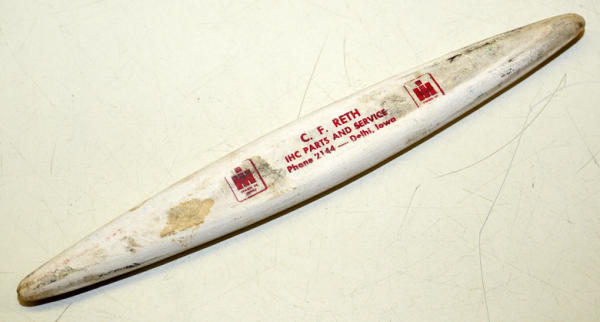 C. F. RETH
IHC PARTS AND SERVICE
Phone 2144 — Delhi, Iowa